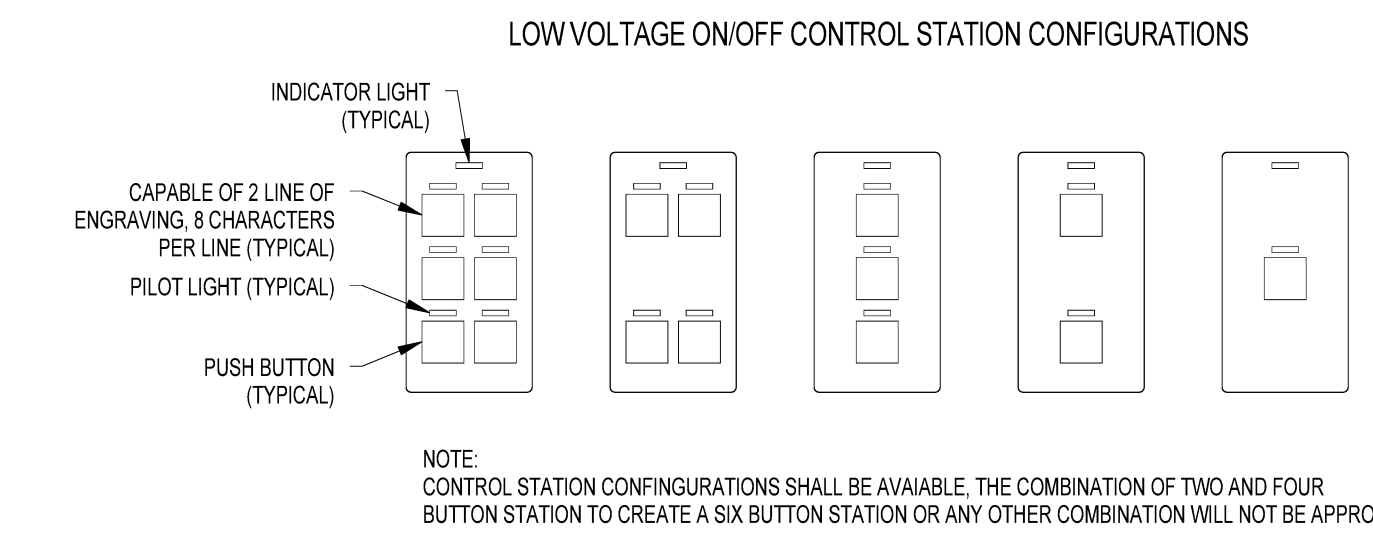 LOW VOLTAGE ON/OFF CONTROL STATION CONFIGURATIONS
INDICATOR LIGHT
(TYPICAL)
CAPABLE OF 2 LINE OF
ENGRAVING, 8 CHARACTERS
PER LINE (TYPICAL)
PILOT LIGHT (TYPICAL)
PUSH BUTTON
(TYPICAL)
NOTE:
CONTROL STATION CONFINGURATIONS SHALL BE AVAIABLE, THE COMBINATION OF TWO AND FOUR
BUTTON STATION TO CREATE A SIX BUTTON STATION OR ANY OTHER COMBINATION WILL NOT BE APPRO